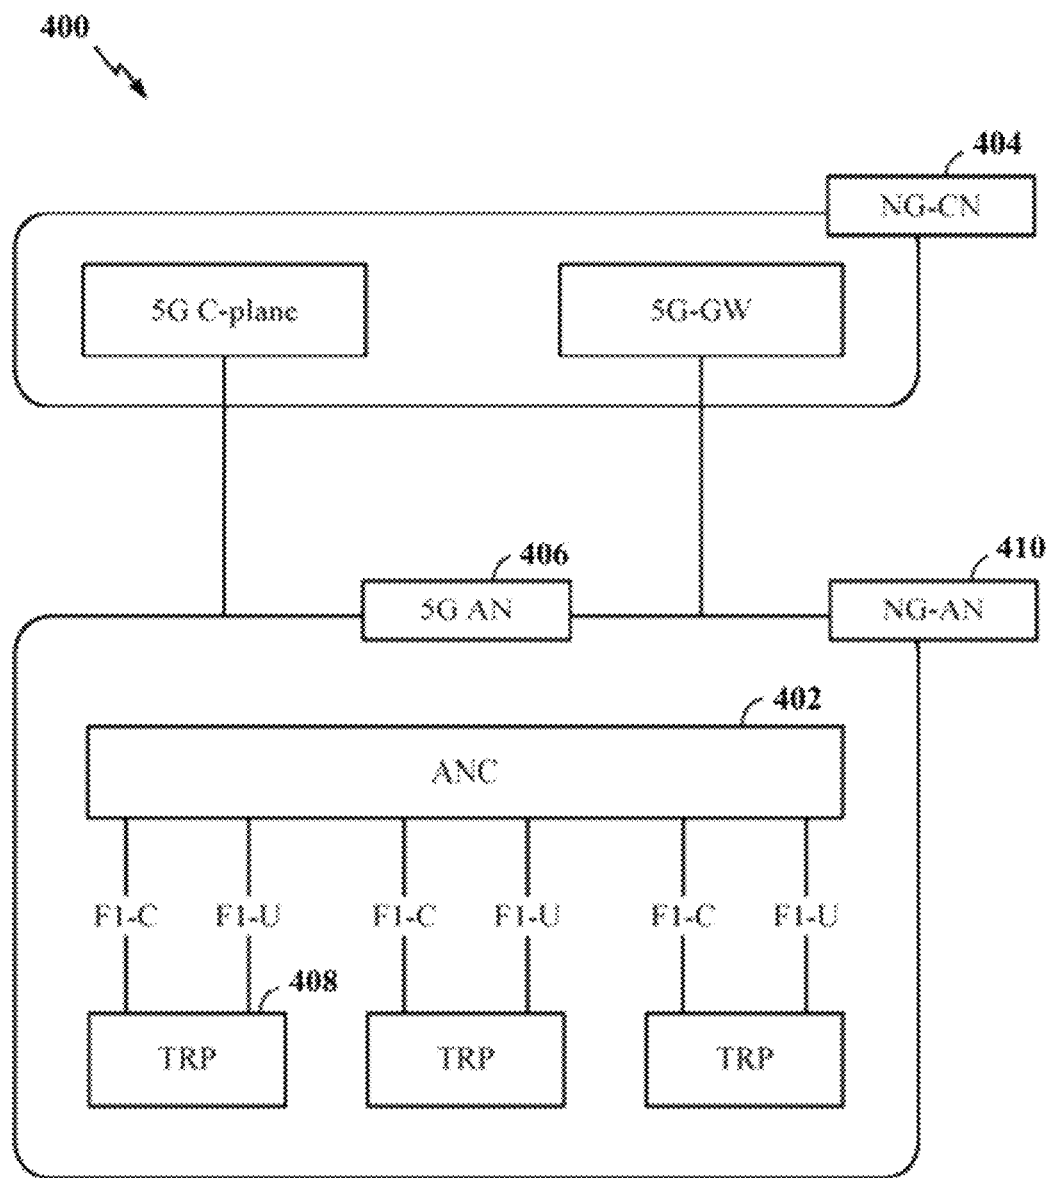 400
404
NG-CN
5G C-plane
5G-GW
406
410
5G AN
NG-AN
402
ANC
F1-C
F1-U
F1-C
F1-U
F1-C
F1-U
408
TRP
TRP
TRP